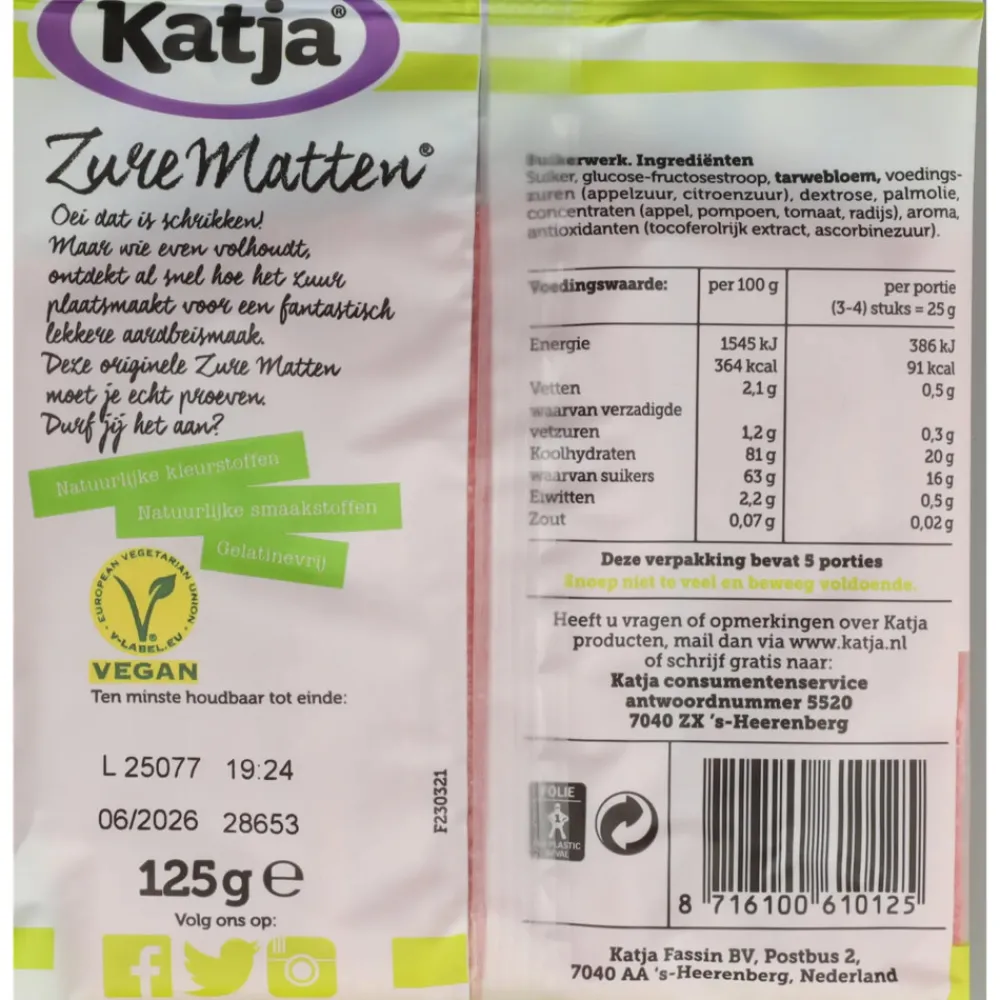 Katja®
Zure Matten®
Oei dat is schrikken!
Maar wie even volhoudt,
ontdekt al snel hoe het zuur
plaatsmaakt voor een fantastisch
lekkere aardbeismaak.
Deze originele Zure Matten
moet je echt proeven.
Durf jij het aan?
Natuurlijke kleurstoffen
Natuurlijke smaakstoffen
Gelatinevrij
EUROPEAN VEGETARIAN UNION
V-LABEL.EU
VEGAN
Ten minste houdbaar tot einde:
L 25077 19:24
06/2026 28653
F230321
125 g e
Volg ons op:
Suikerwerk. Ingrediënten
Suiker, glucose-fructosestroop, tarwebloem, voedings-
zuren (appelzuur, citroenzuur), dextrose, palmolie,
concentraten (appel, pompoen, tomaat, radijs), aroma,
antioxidanten (tocoferolrijk extract, ascorbinezuur).
Voedingswaarde: per 100 g per portie
(3-4) stuks = 25 g
Energie 1545 kJ 386 kJ
364 kcal 91 kcal
Vetten 2,1 g 0,5 g
waarvan verzadigde
vetzuren 1,2 g 0,3 g
Koolhydraten 81 g 20 g
waarvan suikers 63 g 16 g
Eiwitten 2,2 g 0,5 g
Zout 0,07 g 0,02 g
Deze verpakking bevat 5 porties
Snoep niet te veel en beweeg voldoende.
Heeft u vragen of opmerkingen over Katja
producten, mail dan via www.katja.nl
of schrijf gratis naar:
Katja consumentenservice
antwoordnummer 5520
7040 ZX 's-Heerenberg
FOLIE
1
PLASTIC
8 716100 610125
Katja Fassin BV, Postbus 2,
7040 AA 's-Heerenberg, Nederland